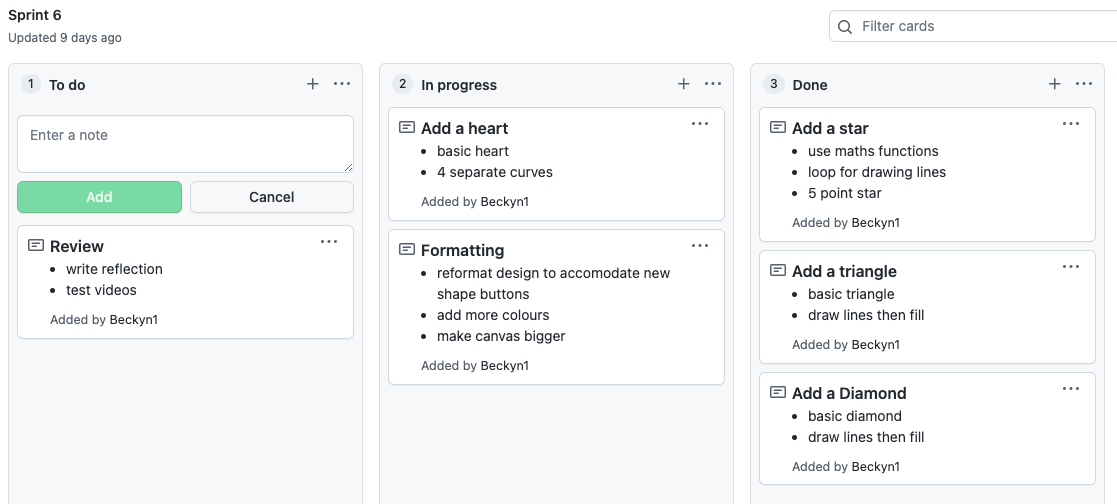 Sprint 6
Updated 9 days ago
Filter cards
1 To do
Enter a note
Add Cancel
Review
write reflection
test videos
Added by Beckyn1
2 In progress
Add a heart
basic heart
4 separate curves
Added by Beckyn1
Formatting
reformat design to accomodate new
shape buttons
add more colours
make canvas bigger
Added by Beckyn1
3 Done
Add a star
use maths functions
loop for drawing lines
5 point star
Added by Beckyn1
Add a triangle
basic triangle
draw lines then fill
Added by Beckyn1
Add a Diamond
basic diamond
draw lines then fill
Added by Beckyn1